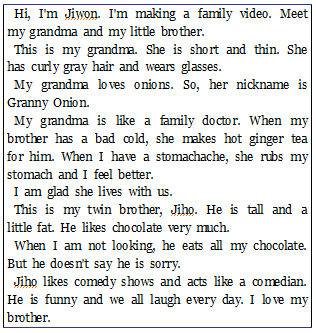 Hi, I'm Jiwon. I'm making a family video. Meet
my grandma and my little brother.
This is my grandma. She is short and thin. She
has curly gray hair and wears glasses.
My grandma loves onions. So, her nickname is
Granny Onion.
My grandma is like a family doctor. When my
brother has a bad cold, she makes hot ginger tea
for him. When I have a stomachache, she rubs my
stomach and I feel better.
I am glad she lives with us.
This is my twin brother, Jiho. He is tall and a
little fat. He likes chocolate very much.
When I am not looking, he eats all my chocolate.
But he doesn't say he is sorry.
Jiho likes comedy shows and acts like a comedian.
He is funny and we all laugh every day. I love my
brother.